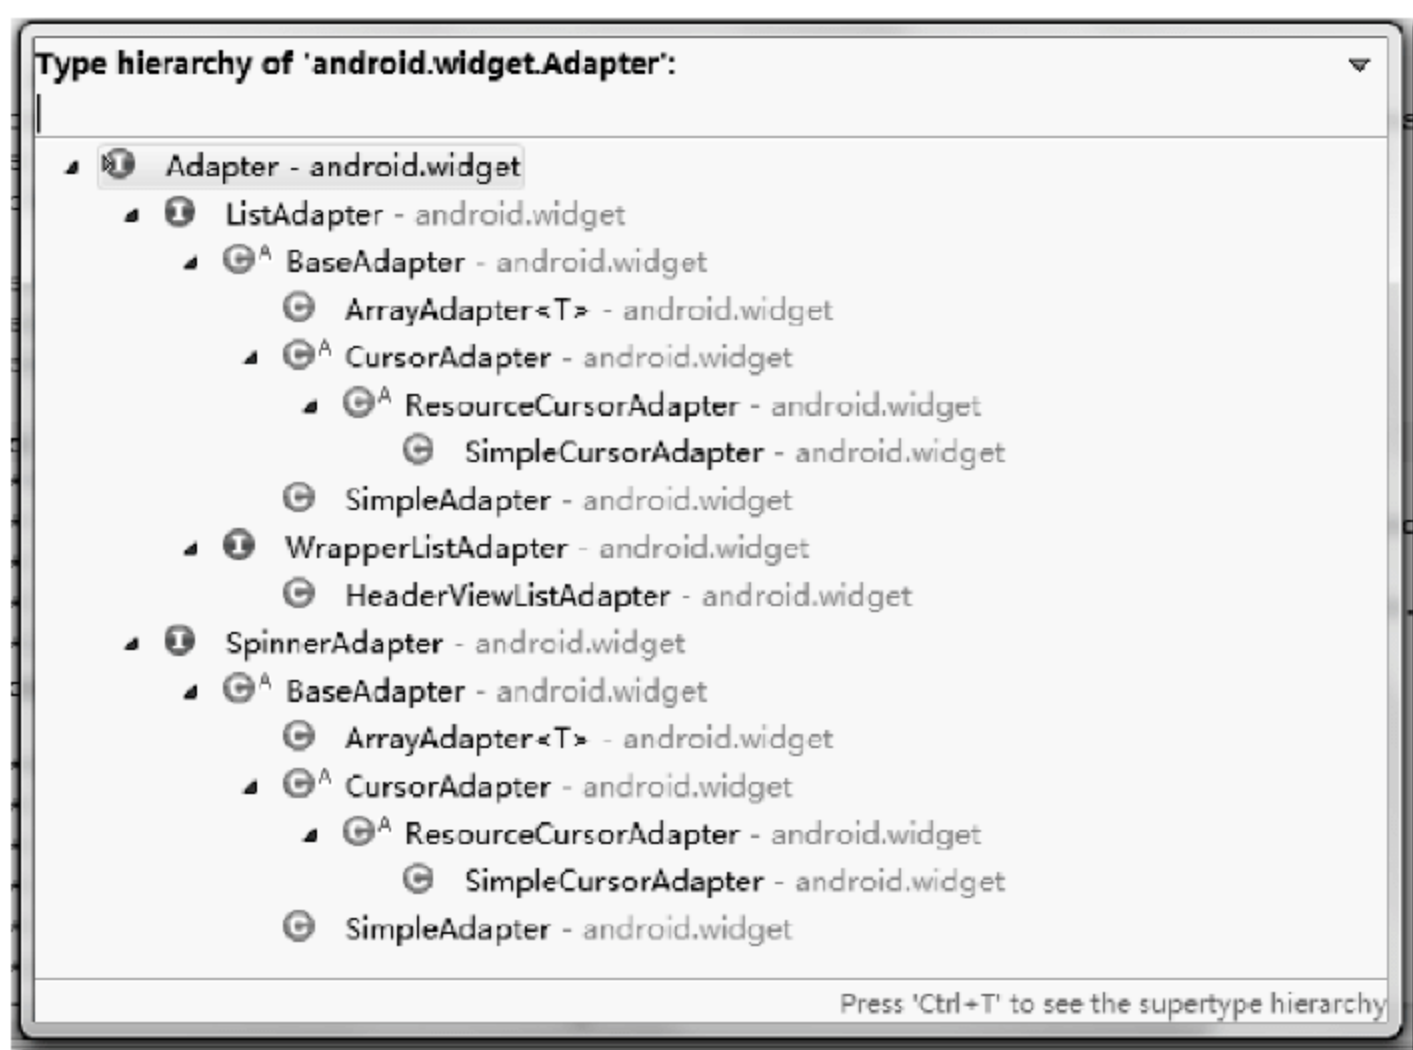 Type hierarchy of 'android.widget.Adapter':
Adapter - android.widget
ListAdapter - android.widget
BaseAdapter - android.widget
ArrayAdapter<T> - android.widget
CursorAdapter - android.widget
ResourceCursorAdapter - android.widget
SimpleCursorAdapter - android.widget
SimpleAdapter - android.widget
WrapperListAdapter - android.widget
HeaderViewListAdapter - android.widget
SpinnerAdapter - android.widget
BaseAdapter - android.widget
ArrayAdapter<T> - android.widget
CursorAdapter - android.widget
ResourceCursorAdapter - android.widget
SimpleCursorAdapter - android.widget
SimpleAdapter - android.widget
Press 'Ctrl+T' to see the supertype hierarchy